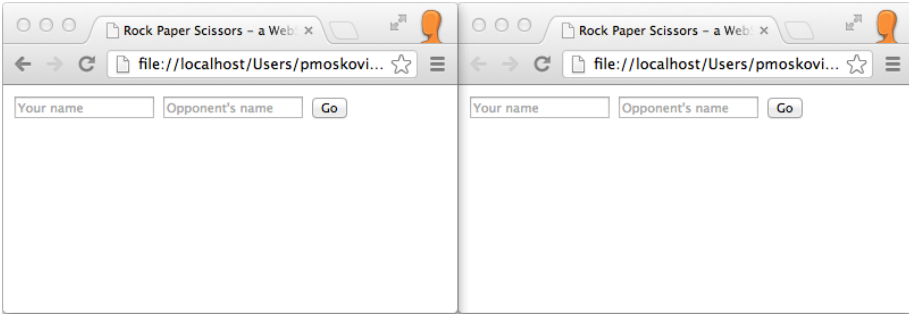 Rock Paper Scissors – a Web
file://localhost/Users/pmoskovi...
Your name
Opponent's name
Go
Rock Paper Scissors – a Web
file://localhost/Users/pmoskovi...
Your name
Opponent's name
Go